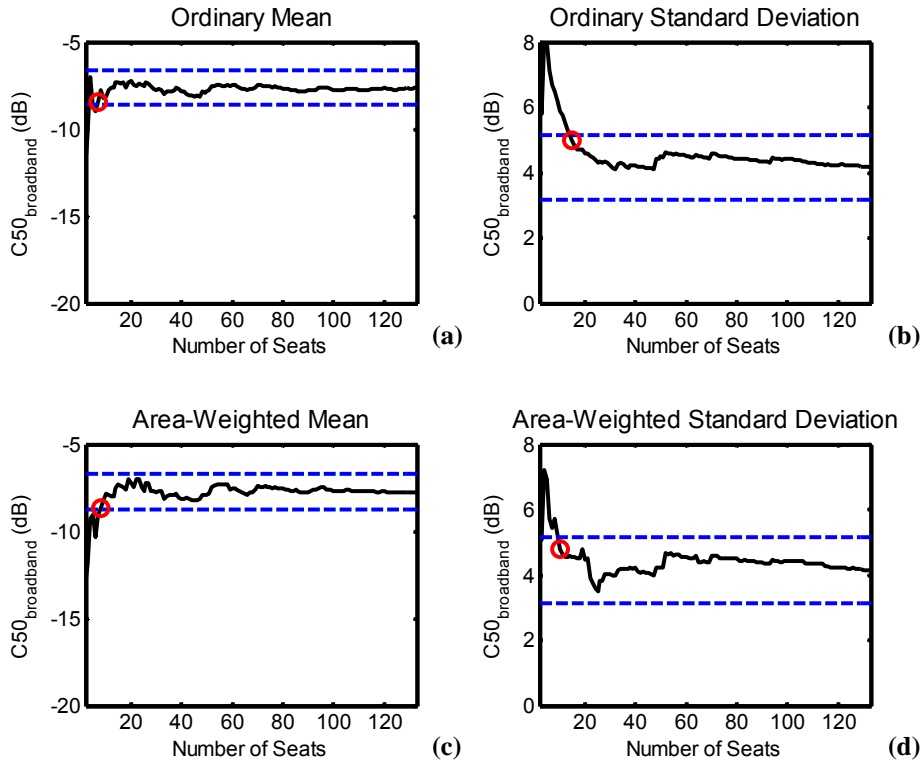 Ordinary Mean
-5
-10
-15
-20
C50broadband (dB)
20 40 60 80 100 120
Number of Seats
(a)
Ordinary Standard Deviation
8
6
4
2
0
C50broadband (dB)
20 40 60 80 100 120
Number of Seats
(b)
Area-Weighted Mean
-5
-10
-15
-20
C50broadband (dB)
20 40 60 80 100 120
Number of Seats
(c)
Area-Weighted Standard Deviation
8
6
4
2
0
C50broadband (dB)
20 40 60 80 100 120
Number of Seats
(d)